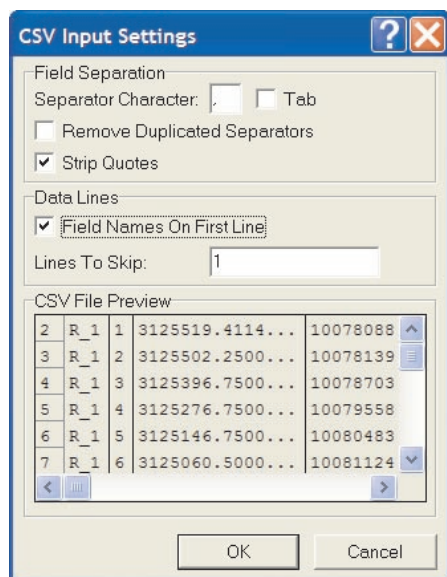 CSV Input Settings
Field Separation
Separator Character: , Tab
Remove Duplicated Separators
Strip Quotes
Data Lines
Field Names On First Line
Lines To Skip: 1
CSV File Preview
2 R_1 1 3125519.4114... 10078088
3 R_1 2 3125502.2500... 10078139
4 R_1 3 3125396.7500... 10078703
5 R_1 4 3125276.7500... 10079558
6 R_1 5 3125146.7500... 10080483
7 R_1 6 3125060.5000... 10081124
OK Cancel